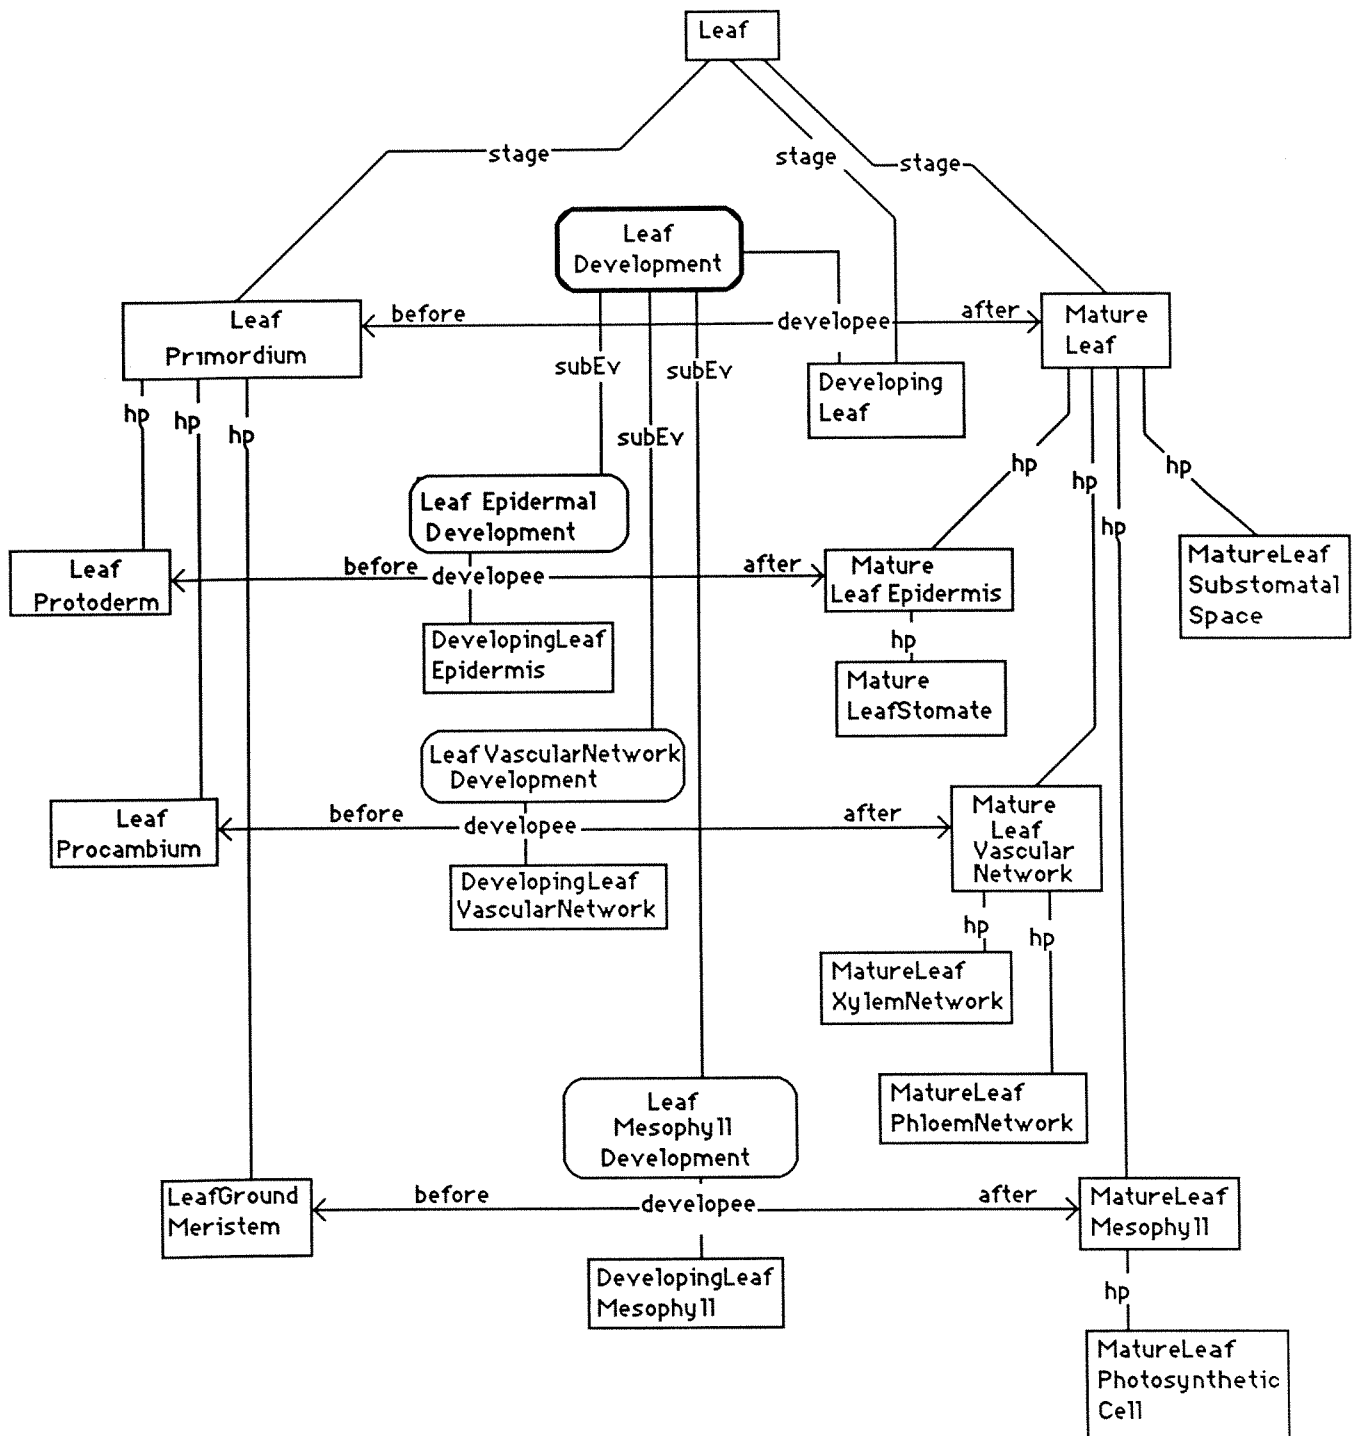 Leaf
stage
stage
stage
Leaf
Development
Leaf
Primordium
before
developee
after
Mature
Leaf
subEv
subEv
Developing
Leaf
hp
hp
hp
subEv
hp
hp
hp
hp
Leaf Epidermal
Development
Leaf
Protoderm
before
developee
after
Mature
Leaf Epidermis
MatureLeaf
Substomatal
Space
DevelopingLeaf
Epidermis
hp
Mature
LeafStomate
LeafVascularNetwork
Development
Leaf
Procambium
before
developee
after
Mature
Leaf
Vascular
Network
DevelopingLeaf
VascularNetwork
hp
hp
MatureLeaf
XylemNetwork
MatureLeaf
PhloemNetwork
Leaf
Mesophyll
Development
LeafGround
Meristem
before
developee
after
MatureLeaf
Mesophyll
DevelopingLeaf
Mesophyll
hp
MatureLeaf
Photosynthetic
Cell